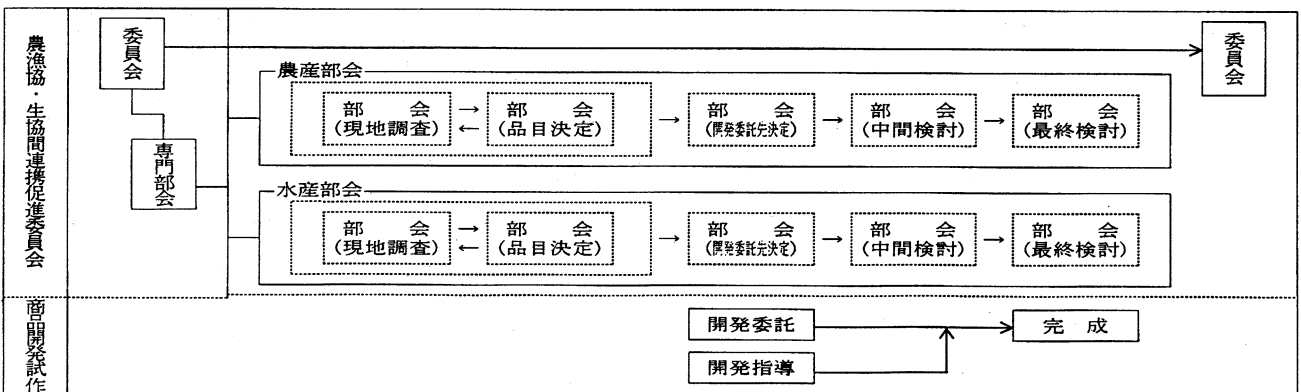 農漁協・生協間連携促進委員会
委員会
委員会
専門部会
農産部会
部　会
(現地調査)
→
←
部　会
(品目決定)
→
部　会
(開発委託先決定)
→
部　会
(中間検討)
→
部　会
(最終検討)
水産部会
部　会
(現地調査)
→
←
部　会
(品目決定)
→
部　会
(開発委託先決定)
→
部　会
(中間検討)
→
部　会
(最終検討)
商品開発試作
開発委託
完　成
開発指導